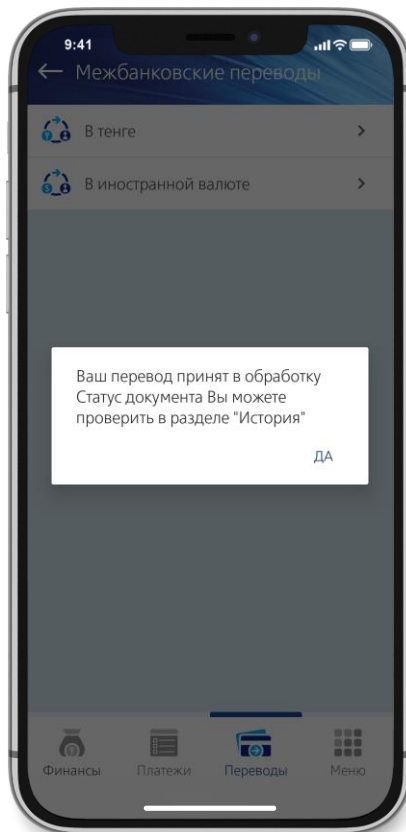 9:41
Межбанковские переводы
В тенге
В иностранной валюте
Ваш перевод принят в обработку
Статус документа Вы можете
проверить в разделе "История"
ДА
Финансы
Платежи
Переводы
Меню